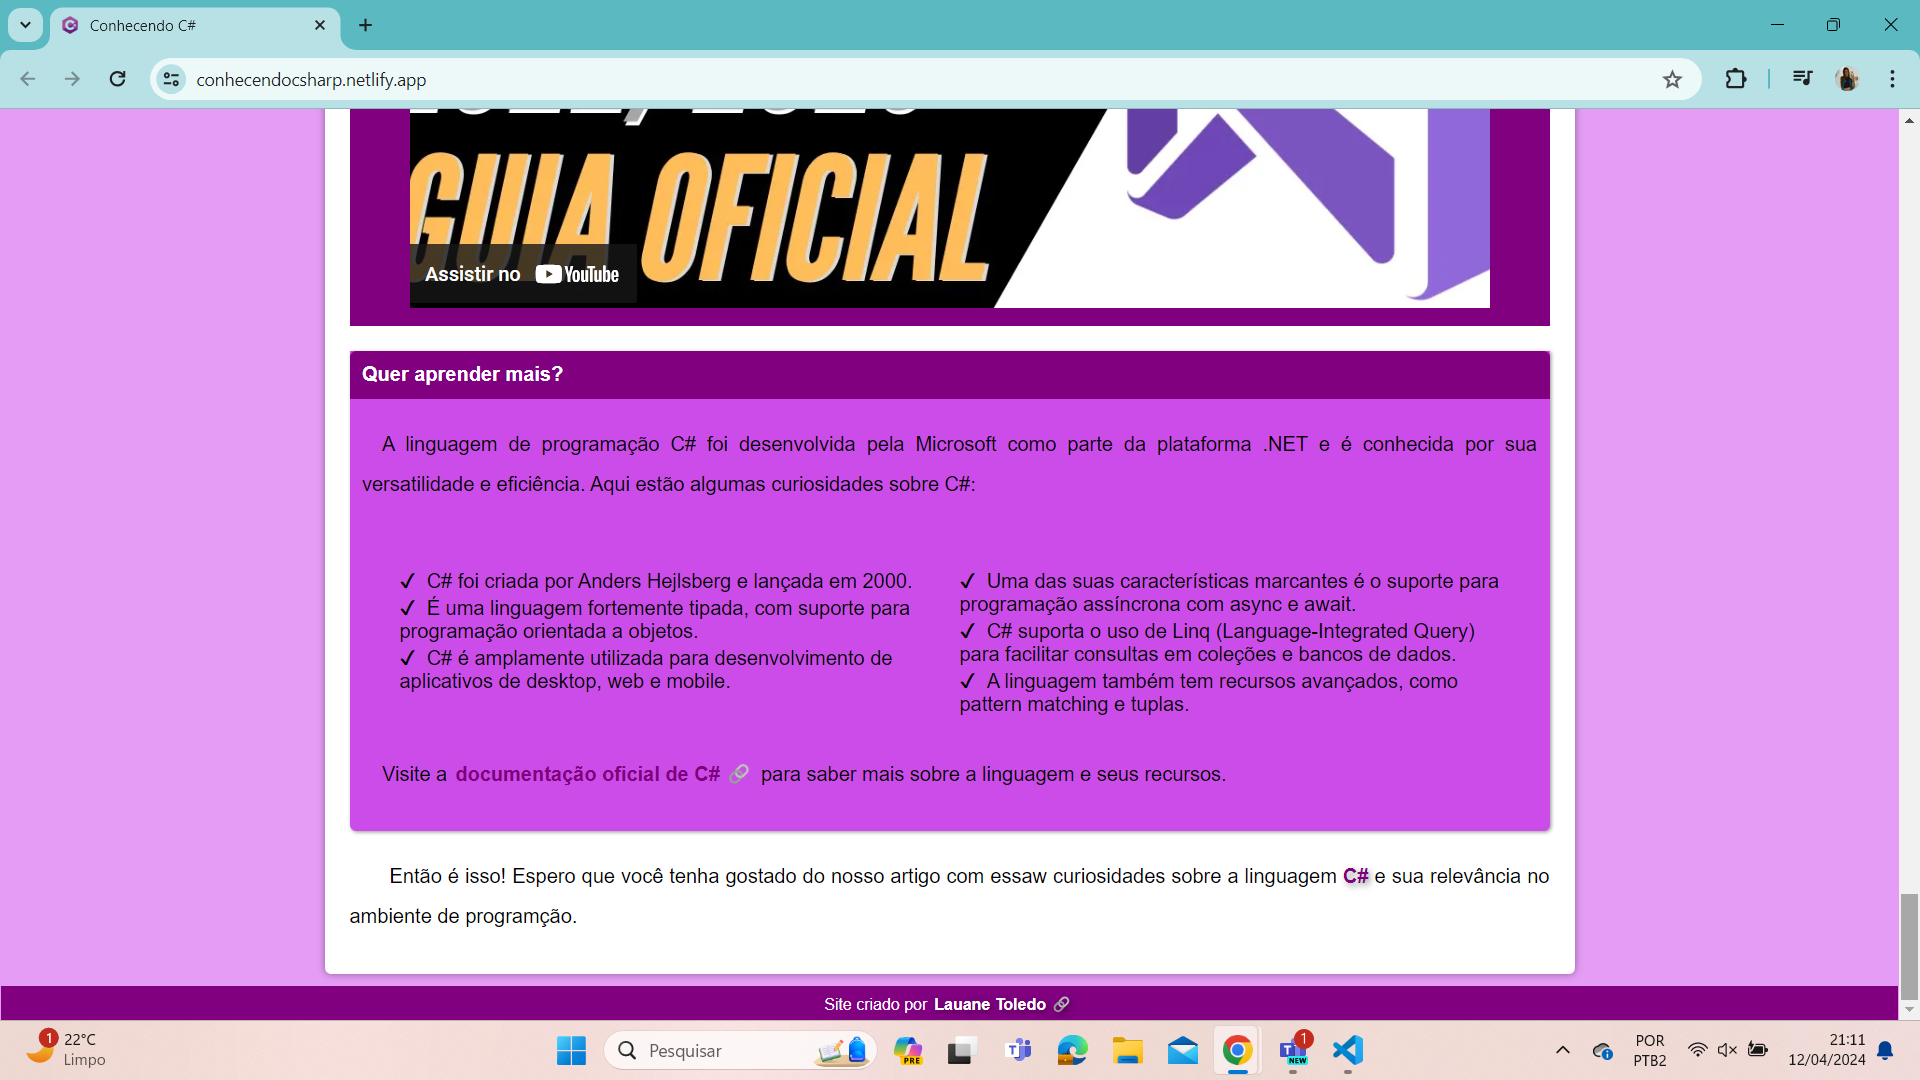 Conhecendo C#
conhecendocsharp.netlify.app
GUIA OFICIAL
Assistir no YouTube
Quer aprender mais?
A linguagem de programação C# foi desenvolvida pela Microsoft como parte da plataforma .NET e é conhecida por sua
versatilidade e eficiência. Aqui estão algumas curiosidades sobre C#:
✓ C# foi criada por Anders Hejlsberg e lançada em 2000.
✓ É uma linguagem fortemente tipada, com suporte para
programação orientada a objetos.
✓ C# é amplamente utilizada para desenvolvimento de
aplicativos de desktop, web e mobile.
✓ Uma das suas características marcantes é o suporte para
programação assíncrona com async e await.
✓ C# suporta o uso de Linq (Language-Integrated Query)
para facilitar consultas em coleções e bancos de dados.
✓ A linguagem também tem recursos avançados, como
pattern matching e tuplas.
Visite a documentação oficial de C# para saber mais sobre a linguagem e seus recursos.
Então é isso! Espero que você tenha gostado do nosso artigo com essaw curiosidades sobre a linguagem C# e sua relevância no
ambiente de programção.
Site criado por Lauane Toledo
1
22°C
Limpo
Pesquisar
PRE
1
NEW
POR
PTB2
21:11
12/04/2024